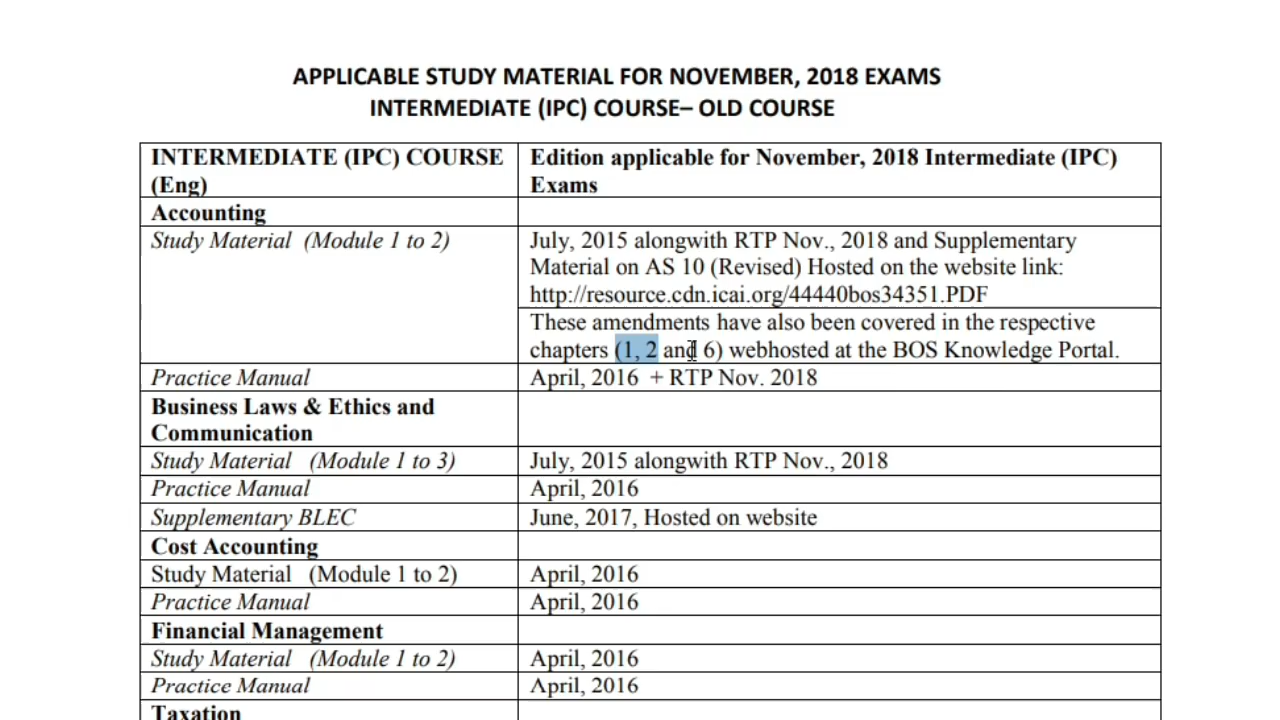 APPLICABLE STUDY MATERIAL FOR NOVEMBER, 2018 EXAMS
INTERMEDIATE (IPC) COURSE– OLD COURSE
INTERMEDIATE (IPC) COURSE
(Eng)
Edition applicable for November, 2018 Intermediate (IPC)
Exams
Accounting
Study Material (Module 1 to 2)
July, 2015 alongwith RTP Nov., 2018 and Supplementary
Material on AS 10 (Revised) Hosted on the website link:
http://resource.cdn.icai.org/44440bos34351.PDF
These amendments have also been covered in the respective
chapters (1, 2 and 6) webhosted at the BOS Knowledge Portal.
Practice Manual
April, 2016 + RTP Nov. 2018
Business Laws & Ethics and
Communication
Study Material (Module 1 to 3)
July, 2015 alongwith RTP Nov., 2018
Practice Manual
April, 2016
Supplementary BLEC
June, 2017, Hosted on website
Cost Accounting
Study Material (Module 1 to 2)
April, 2016
Practice Manual
April, 2016
Financial Management
Study Material (Module 1 to 2)
April, 2016
Practice Manual
April, 2016
Taxation